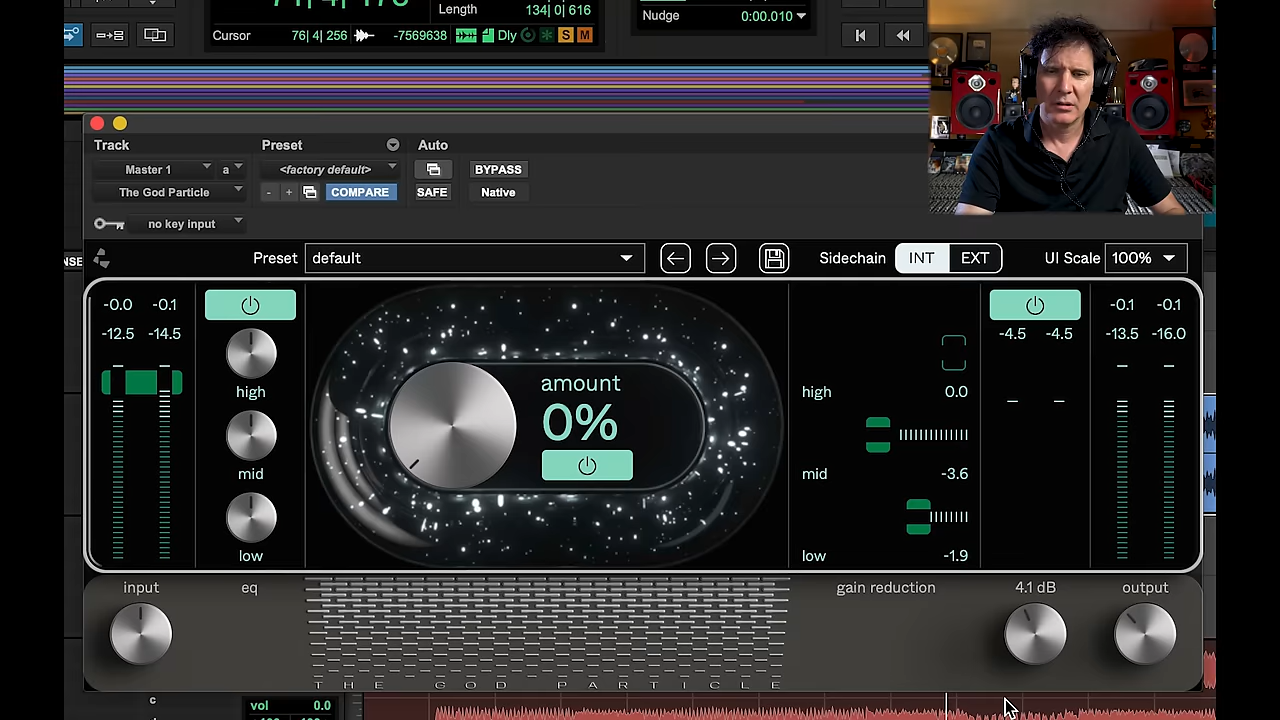 Length 134| 0| 616
Nudge 0:00.010
Cursor 76| 4| 256 -7569638 Dly S M
Track Preset Auto
Master 1 a <factory default> BYPASS
The God Particle - + COMPARE SAFE Native
no key input
Preset default Sidechain INT EXT UI Scale 100%
-0.0 -0.1 -0.1 -0.1
-12.5 -14.5 -4.5 -4.5 -13.5 -16.0
amount
0%
high high 0.0
mid mid -3.6
low low -1.9
input eq gain reduction 4.1 dB output
THE GOD PARTICLE
c
vol 0.0